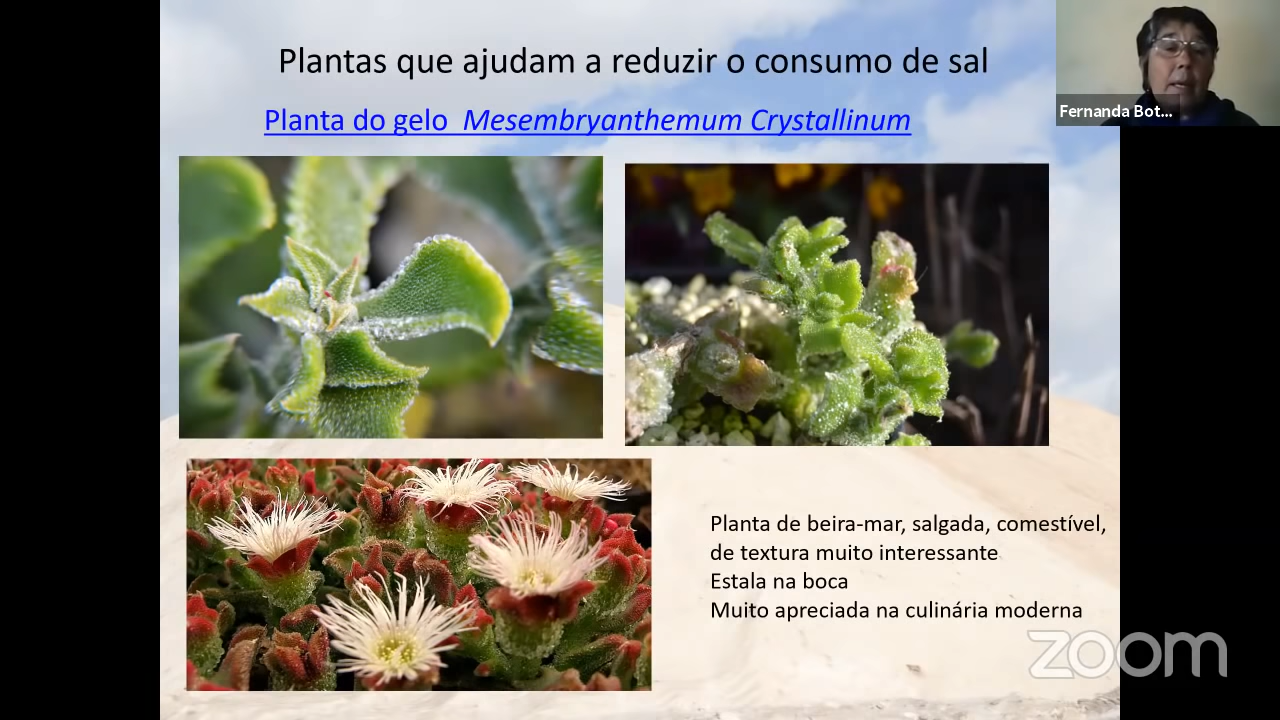 Plantas que ajudam a reduzir o consumo de sal
Planta do gelo Mesembryanthemum Crystallinum
Fernanda Bot...
Planta de beira-mar, salgada, comestível,
de textura muito interessante
Estala na boca
Muito apreciada na culinária moderna
zoom